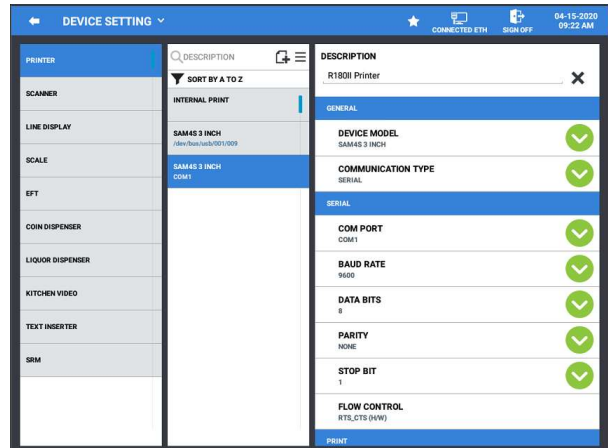 DEVICE SETTING
CONNECTED ETH
SIGN OFF
04-15-2020
09:22 AM
PRINTER
SCANNER
LINE DISPLAY
SCALE
EFT
COIN DISPENSER
LIQUOR DISPENSER
KITCHEN VIDEO
TEXT INSERTER
SRM
DESCRIPTION
SORT BY A TO Z
INTERNAL PRINT
SAM4S 3 INCH
/dev/bus/usb/001/009
SAM4S 3 INCH
COM1
DESCRIPTION
R180II Printer
GENERAL
DEVICE MODEL
SAM4S 3 INCH
COMMUNICATION TYPE
SERIAL
SERIAL
COM PORT
COM1
BAUD RATE
9600
DATA BITS
8
PARITY
NONE
STOP BIT
1
FLOW CONTROL
RTS_CTS (H/W)
PRINT